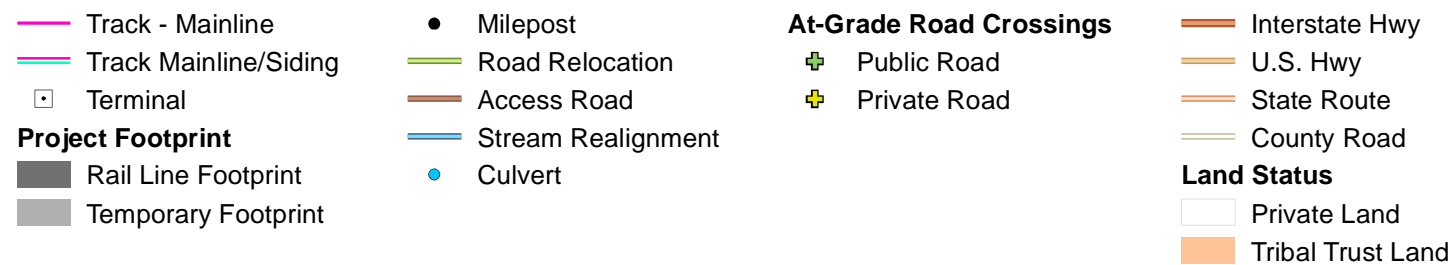 Track - Mainline
Track Mainline/Siding
Terminal
Project Footprint
Rail Line Footprint
Temporary Footprint
Milepost
Road Relocation
Access Road
Stream Realignment
Culvert
At-Grade Road Crossings
Public Road
Private Road
Interstate Hwy
U.S. Hwy
State Route
County Road
Land Status
Private Land
Tribal Trust Land